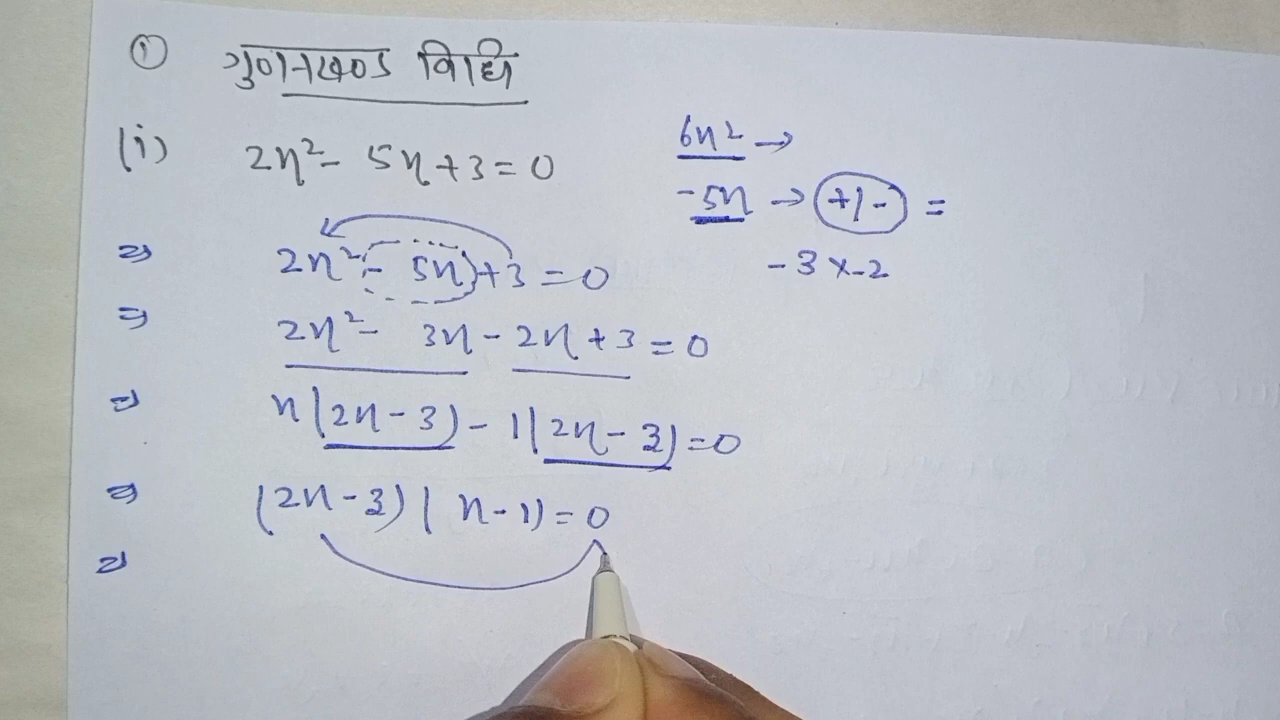 ① गुणनखण्ड विधि
(i) 2x² - 5x + 3 = 0
⇒ 2x² - 5x + 3 = 0
⇒ 2x² - 3x - 2x + 3 = 0
⇒ x(2x - 3) - 1(2x - 3) = 0
⇒ (2x - 3)(x - 1) = 0
⇒
6x² →
-5x → (+/-) =
-3 x -2